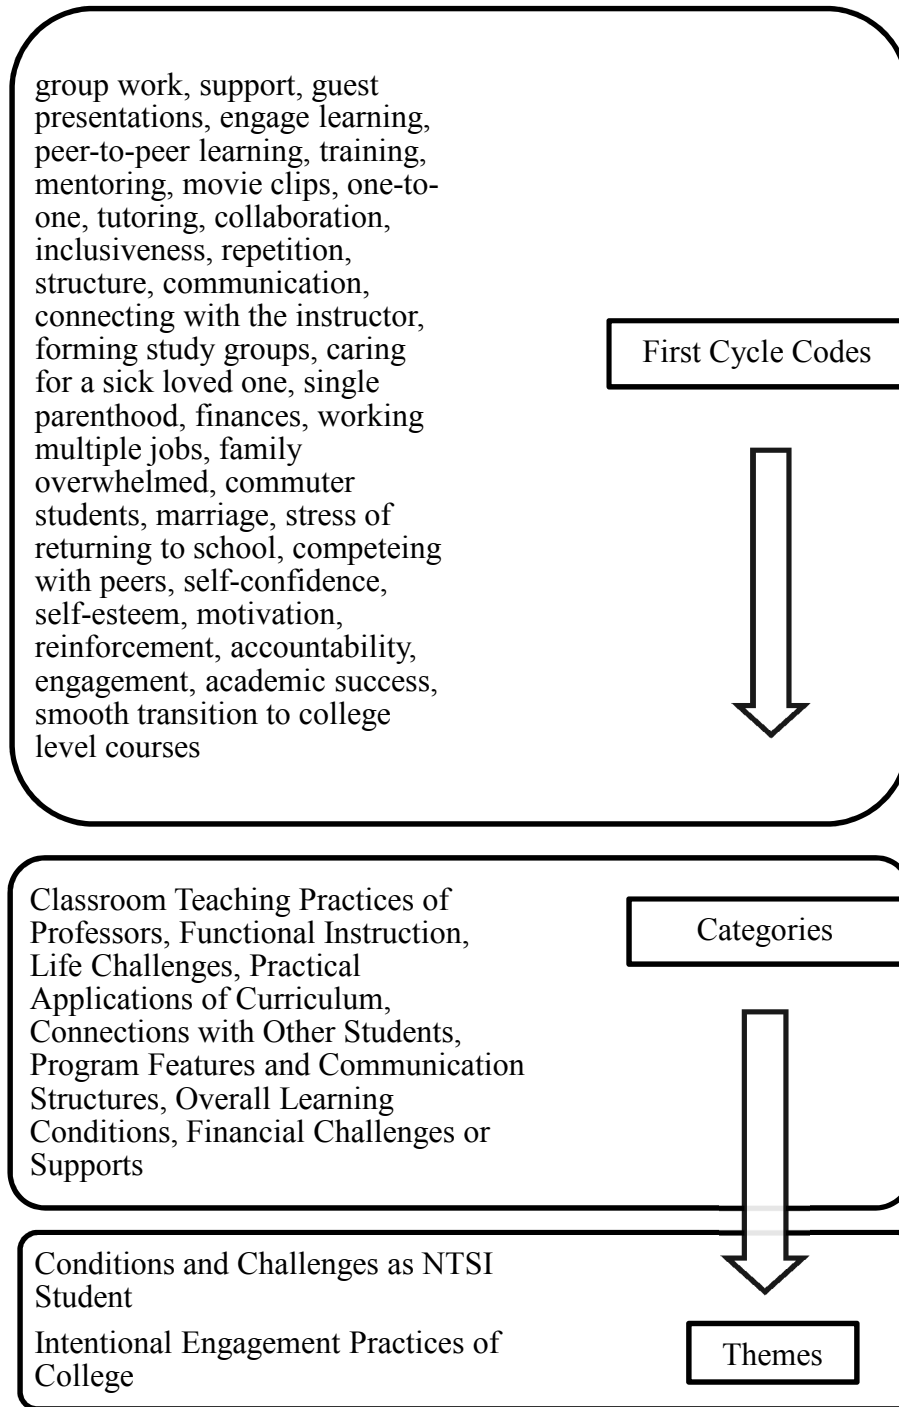 group work, support, guest
presentations, engage learning,
peer-to-peer learning, training,
mentoring, movie clips, one-to-
one, tutoring, collaboration,
inclusiveness, repetition,
structure, communication,
connecting with the instructor,
forming study groups, caring
for a sick loved one, single
parenthood, finances, working
multiple jobs, family
overwhelmed, commuter
students, marriage, stress of
returning to school, competeing
with peers, self-confidence,
self-esteem, motivation,
reinforcement, accountability,
engagement, academic success,
smooth transition to college
level courses
First Cycle Codes
Classroom Teaching Practices of
Professors, Functional Instruction,
Life Challenges, Practical
Applications of Curriculum,
Connections with Other Students,
Program Features and Communication
Structures, Overall Learning
Conditions, Financial Challenges or
Supports
Categories
Conditions and Challenges as NTSI
Student
Intentional Engagement Practices of
College
Themes